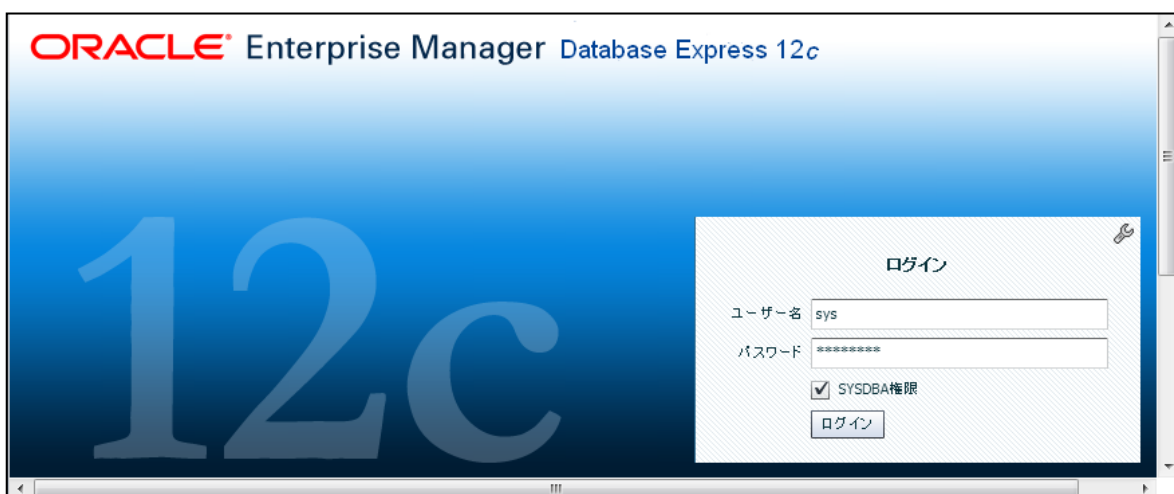 ORACLE® Enterprise Manager Database Express 12c
12c
ログイン
ユーザー名 sys
パスワード ********
SYSDBA権限
ログイン